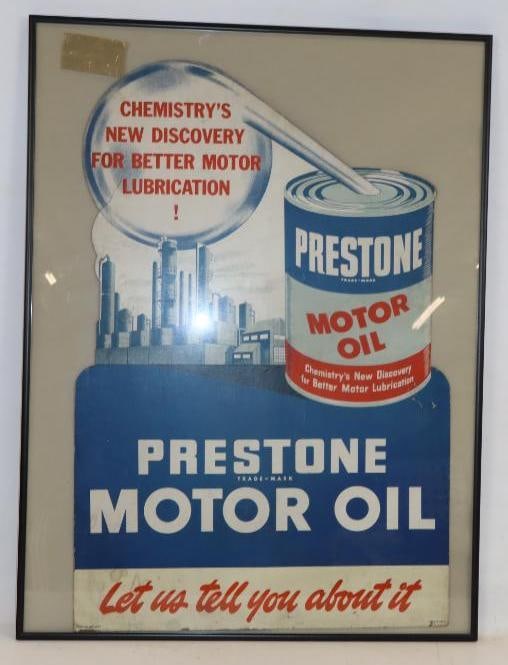 CHEMISTRY'S
NEW DISCOVERY
FOR BETTER MOTOR
LUBRICATION
!
PRESTONE
TRADE-MARK
MOTOR
OIL
Chemistry's New Discovery
for Better Motor Lubrication
PRESTONE
TRADE-MARK
MOTOR OIL
Let us tell you about it